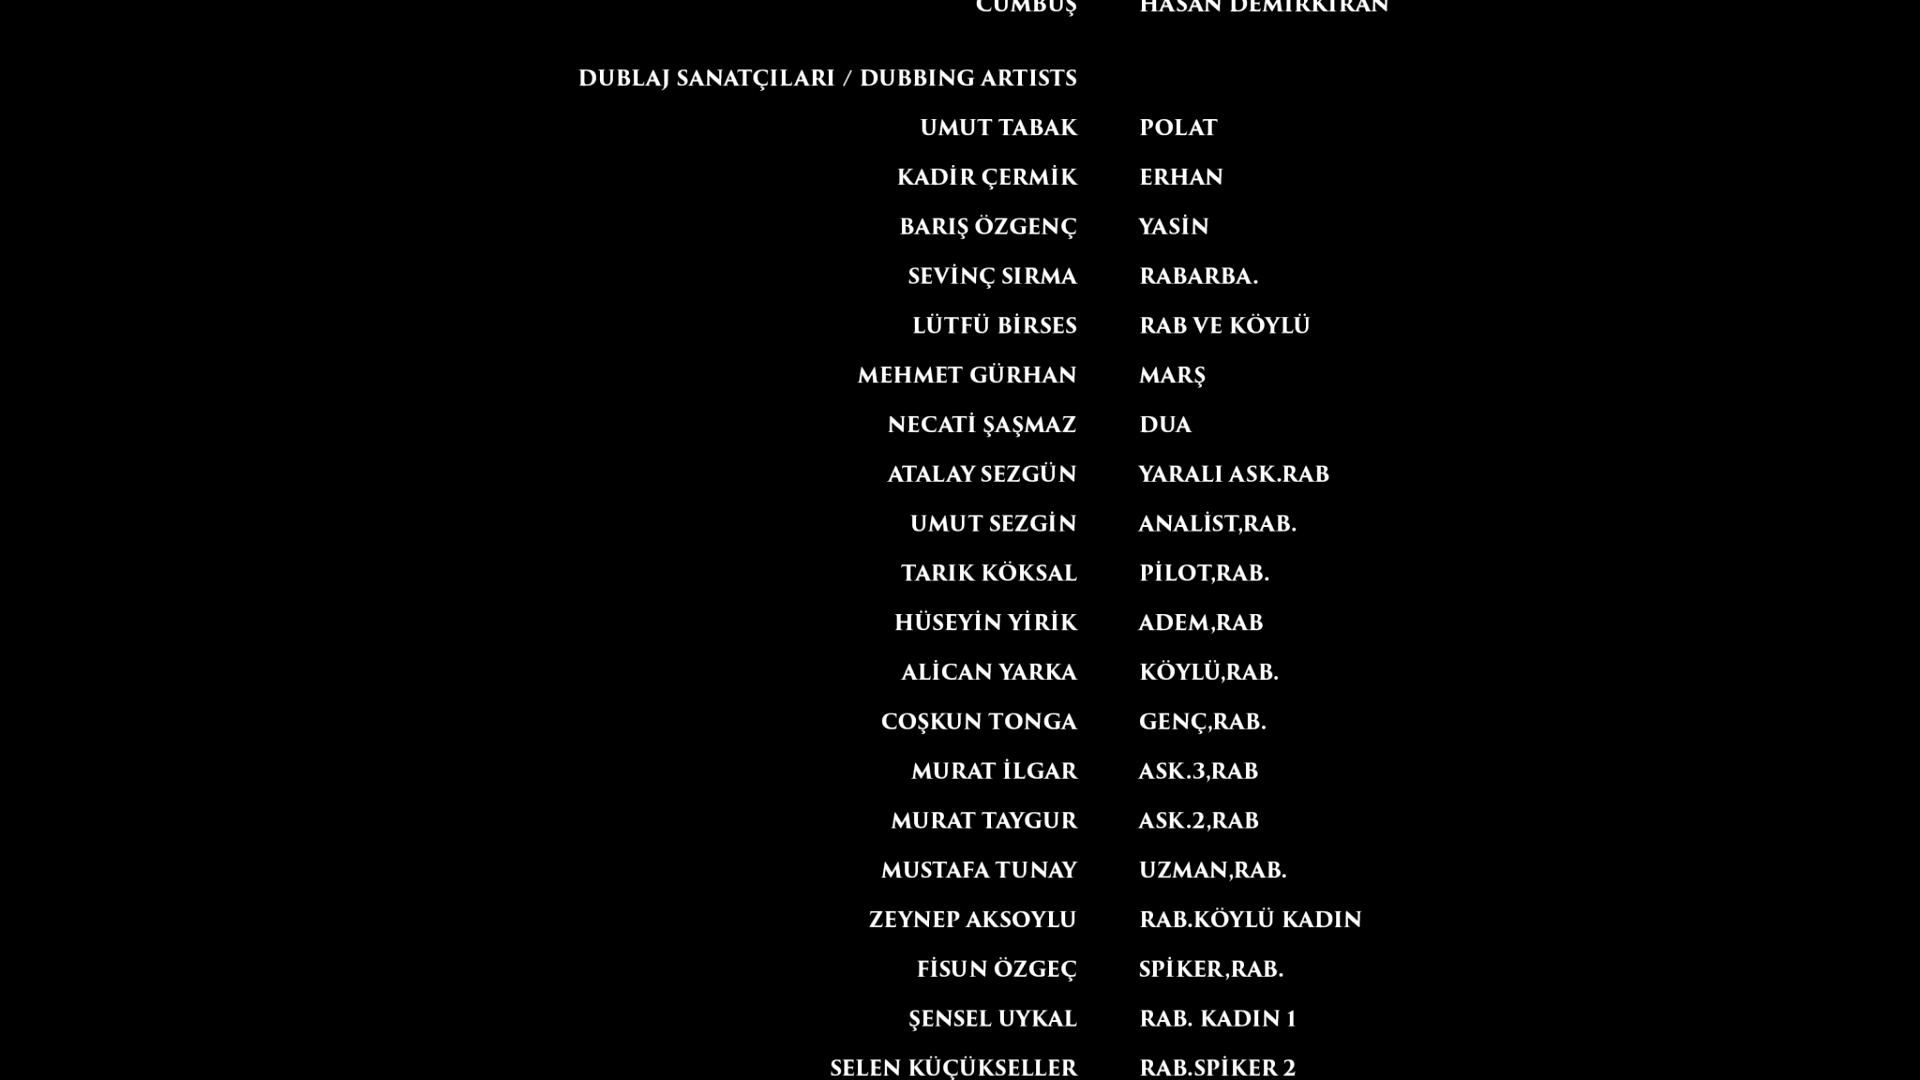 CÜMBÜŞ HASAN DEMİRKIRAN
DUBLAJ SANATÇILARI / DUBBING ARTISTS
UMUT TABAK POLAT
KADİR ÇERMİK ERHAN
BARIŞ ÖZGENÇ YASİN
SEVİNÇ SIRMA RABARBA.
LÜTFÜ BİRSES RAB VE KÖYLÜ
MEHMET GÜRHAN MARŞ
NECATİ ŞAŞMAZ DUA
ATALAY SEZGÜN YARALI ASK.RAB
UMUT SEZGİN ANALİST,RAB.
TARIK KÖKSAL PİLOT,RAB.
HÜSEYİN YİRİK ADEM,RAB
ALİCAN YARKA KÖYLÜ,RAB.
COŞKUN TONGA GENÇ,RAB.
MURAT İLGAR ASK.3,RAB
MURAT TAYGUR ASK.2,RAB
MUSTAFA TUNAY UZMAN,RAB.
ZEYNEP AKSOYLU RAB.KÖYLÜ KADIN
FİSUN ÖZGEÇ SPİKER,RAB.
ŞENSEL UYKAL RAB. KADIN 1
SELEN KÜÇÜKSELLER RAB.SPİKER 2